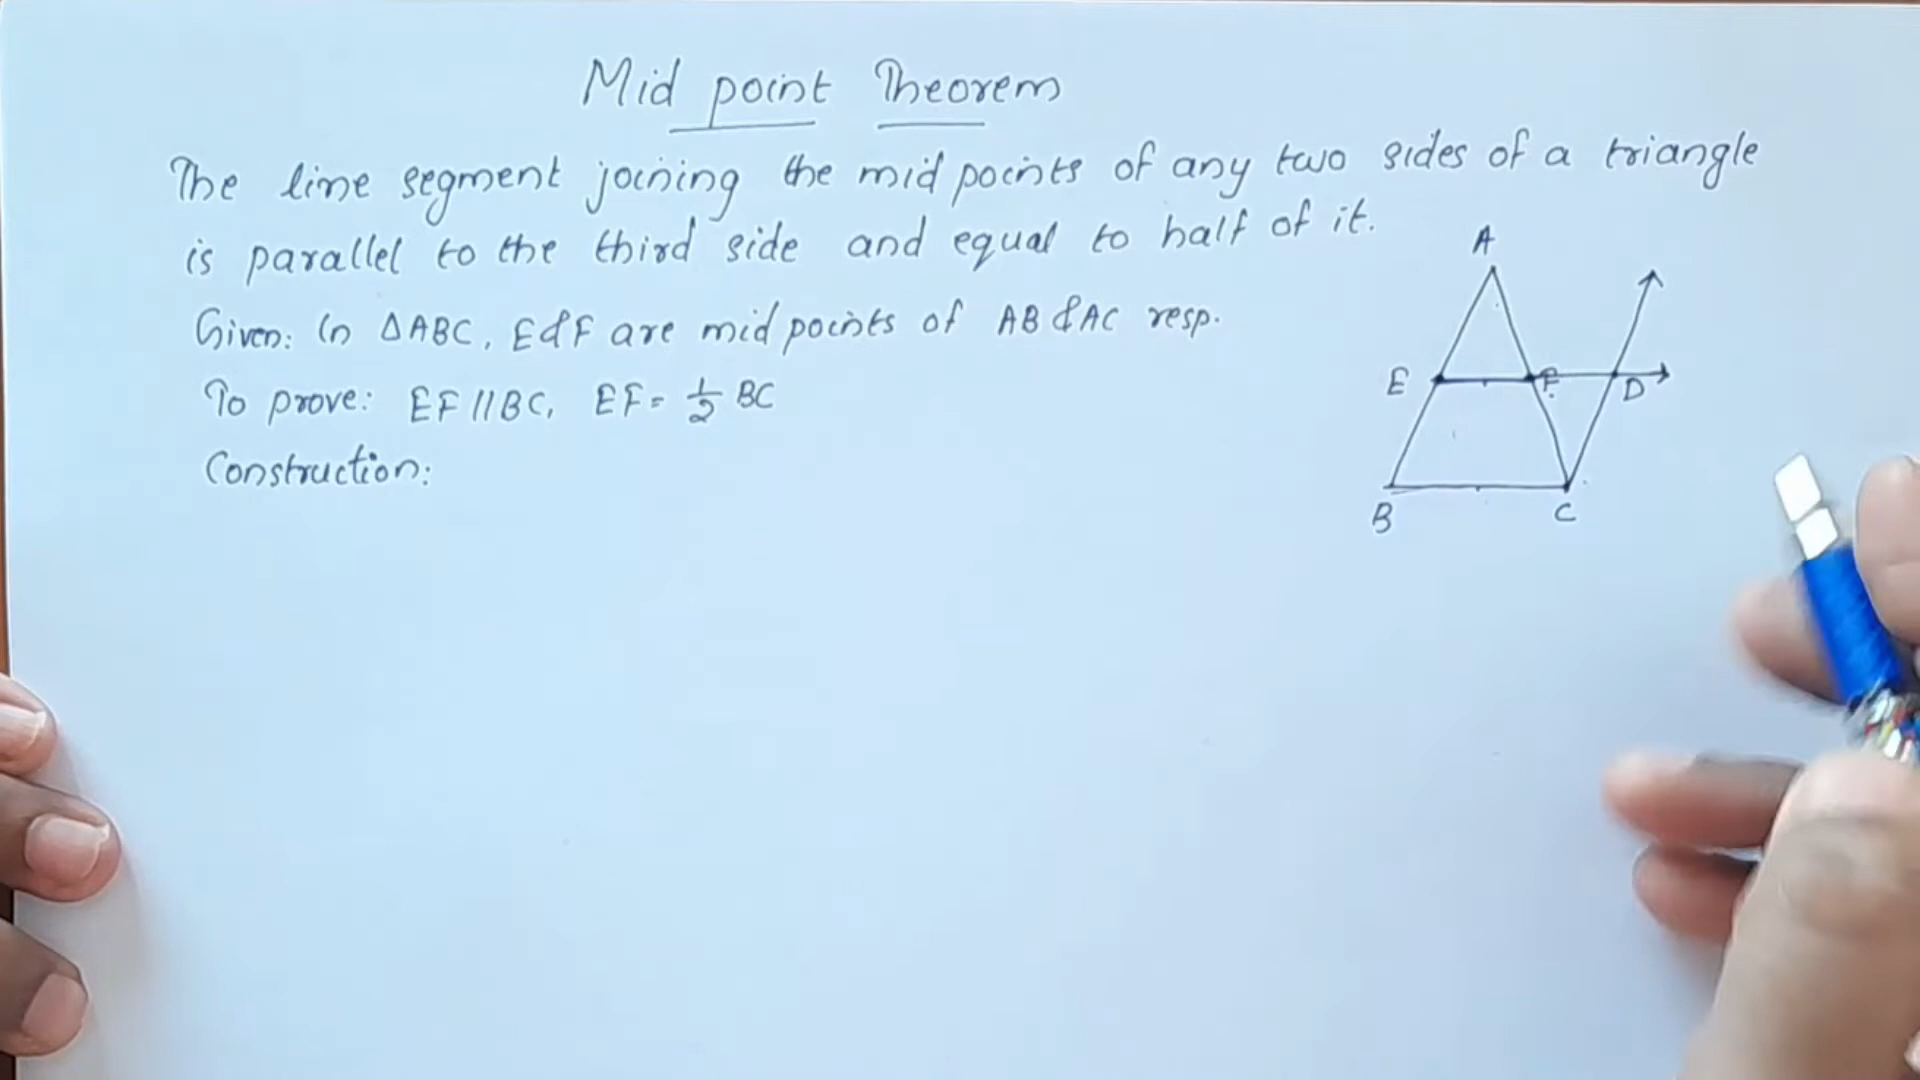 Mid point Theorem
The line segment joining the mid points of any two sides of a triangle
is parallel to the third side and equal to half of it.
Given: In △ABC, E & F are mid points of AB & AC resp.
To prove: EF // BC, EF = 1/2 BC
Construction:
A
E F D
B C